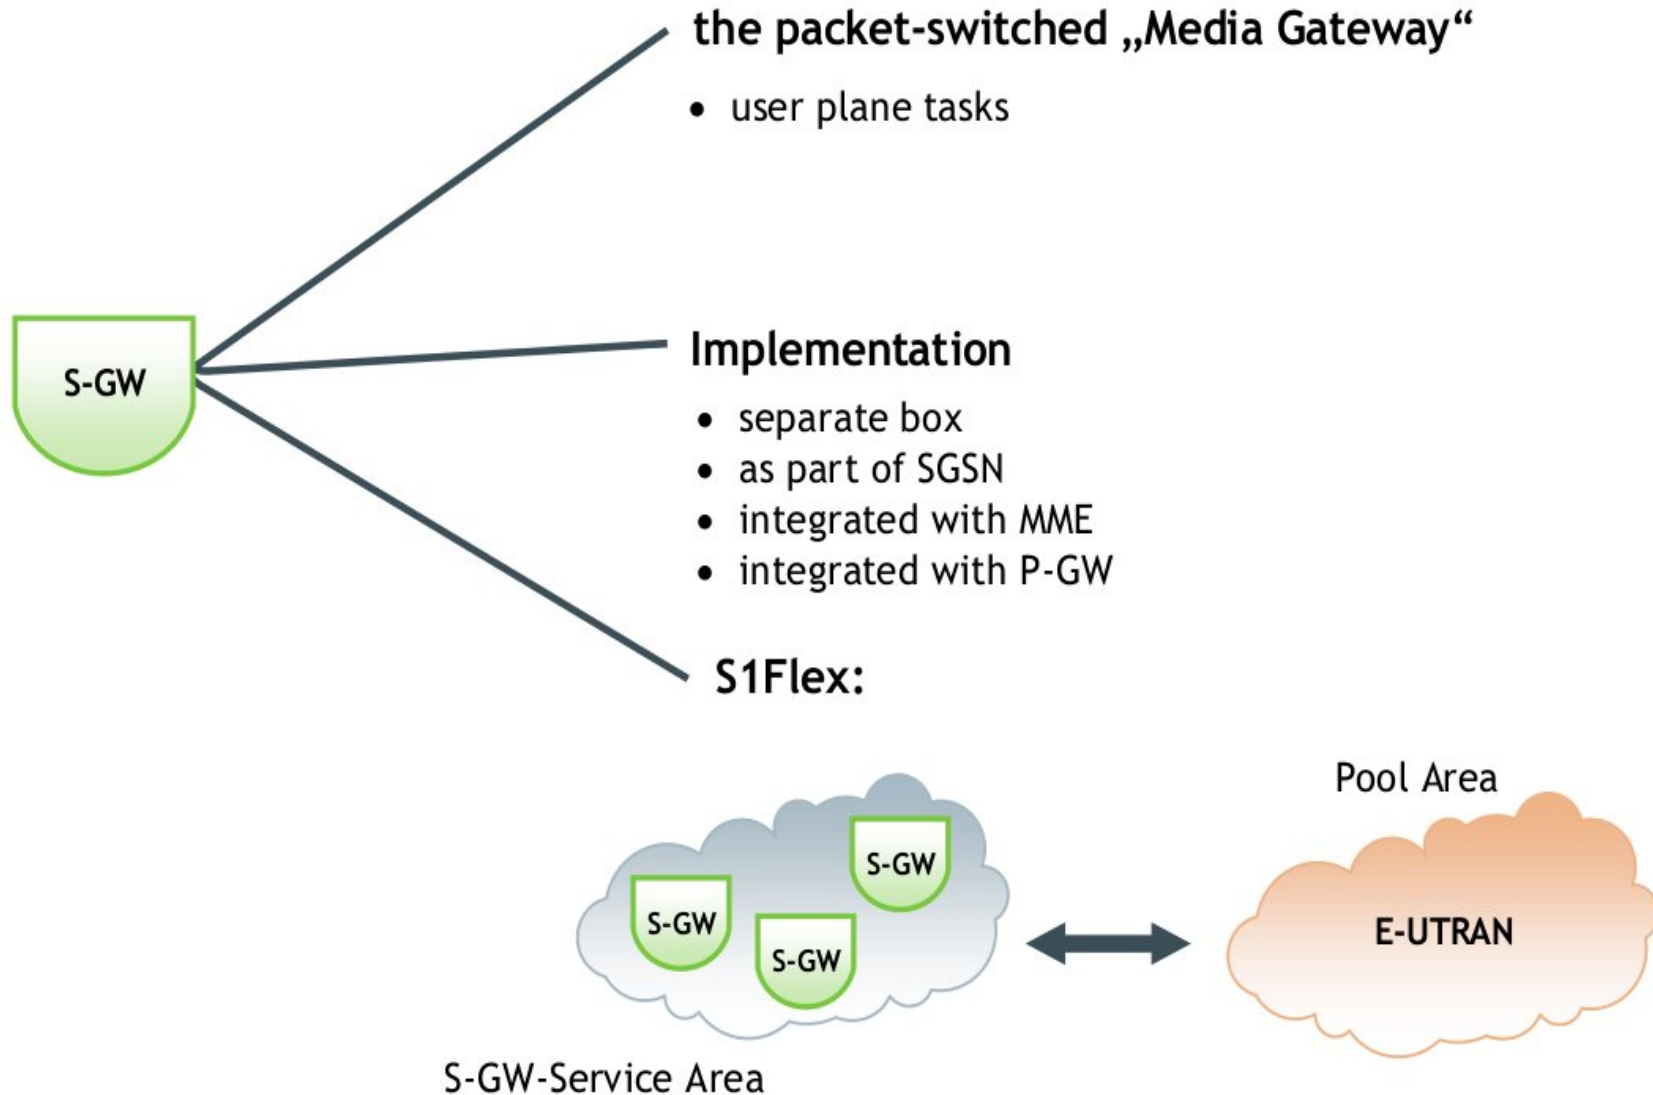 the packet-switched „Media Gateway“
• user plane tasks
S-GW
Implementation
• separate box
• as part of SGSN
• integrated with MME
• integrated with P-GW
S1Flex:
Pool Area
S-GW
S-GW
S-GW
E-UTRAN
S-GW-Service Area